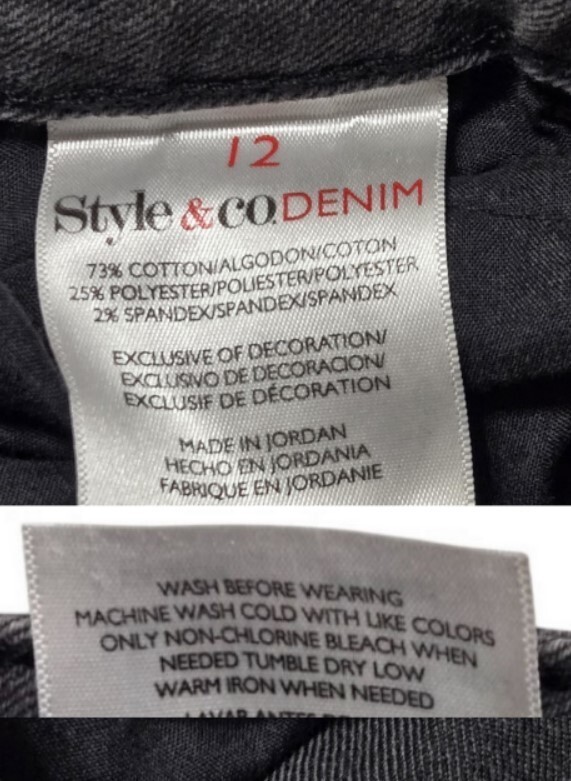 12
Style & co. DENIM
73% COTTON/ALGODON/COTON
25% POLYESTER/POLIESTER/POLYESTER
2% SPANDEX/SPANDEX/SPANDEX
EXCLUSIVE OF DECORATION/
EXCLUSIVO DE DECORACION/
EXCLUSIF DE DÉCORATION
MADE IN JORDAN
HECHO EN JORDANIA
FABRIQUE EN JORDANIE
WASH BEFORE WEARING
MACHINE WASH COLD WITH LIKE COLORS
ONLY NON-CHLORINE BLEACH WHEN
NEEDED TUMBLE DRY LOW
WARM IRON WHEN NEEDED
LAVAR ANTES